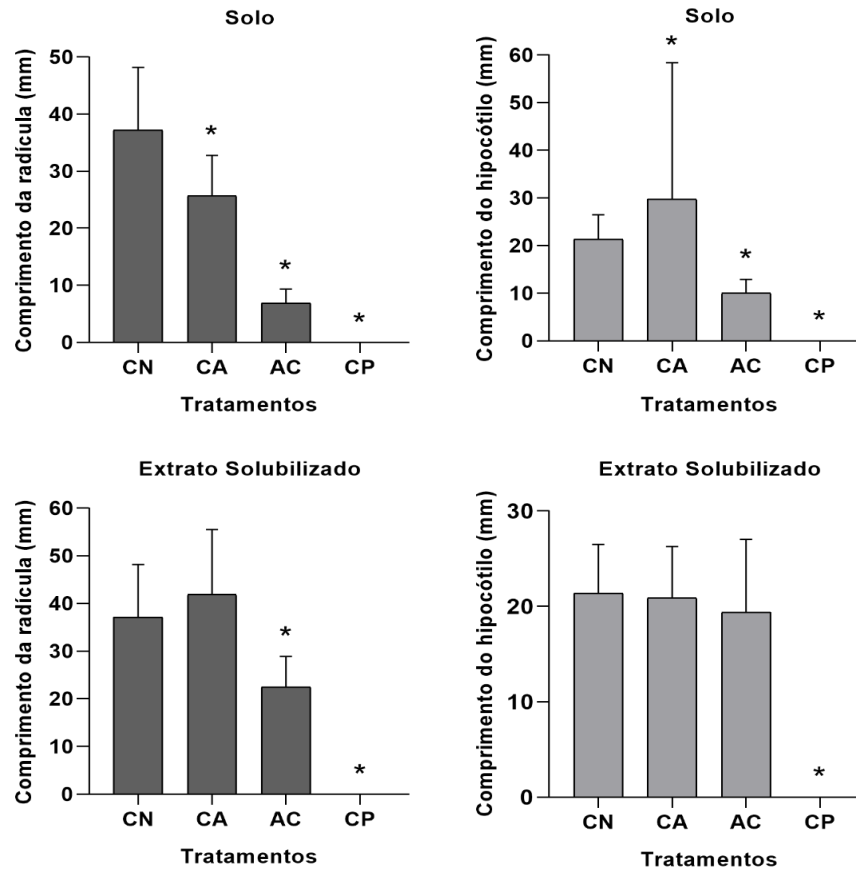 Solo
Comprimento da radícula (mm)
50
40
30
20
10
0
*
*
*
CN CA AC CP
Tratamentos
Solo
Comprimento do hipocótilo (mm)
60
50
40
30
20
10
0
*
*
*
CN CA AC CP
Tratamentos
Extrato Solubilizado
Comprimento da radícula (mm)
60
50
40
30
20
10
0
*
*
CN CA AC CP
Tratamentos
Extrato Solubilizado
Comprimento do hipocótilo (mm)
30
20
10
0
*
CN CA AC CP
Tratamentos